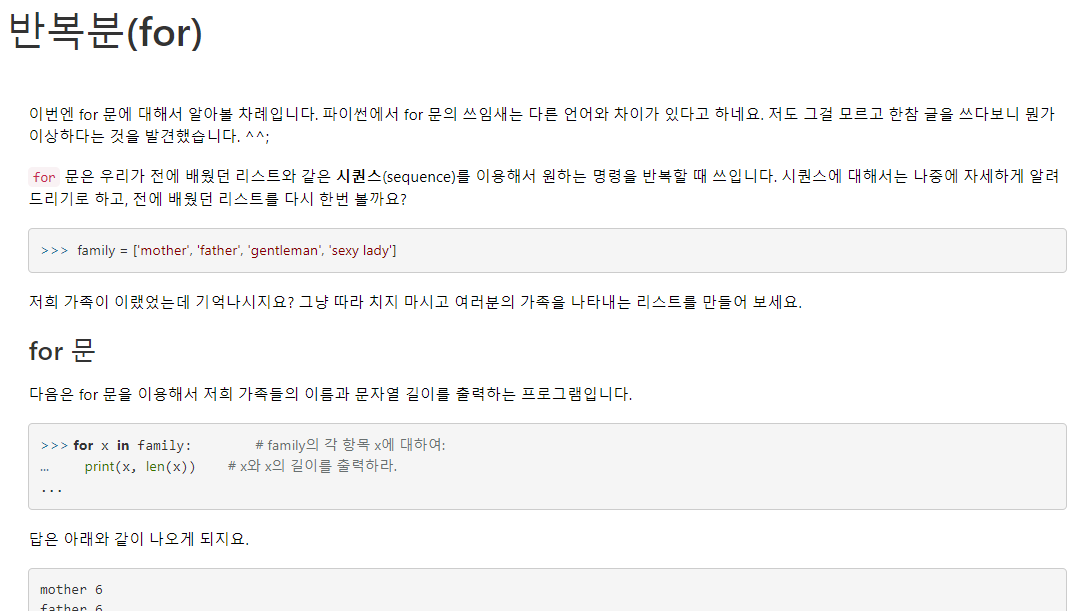 반복분(for)
이번엔 for 문에 대해서 알아볼 차례입니다. 파이썬에서 for 문의 쓰임새는 다른 언어와 차이가 있다고 하네요. 저도 그걸 모르고 한참 글을 쓰다보니 뭔가
이상하다는 것을 발견했습니다. ^^;
for 문은 우리가 전에 배웠던 리스트와 같은 시퀀스(sequence)를 이용해서 원하는 명령을 반복할 때 쓰입니다. 시퀀스에 대해서는 나중에 자세하게 알려
드리기로 하고, 전에 배웠던 리스트를 다시 한번 볼까요?
>>> family = ['mother', 'father', 'gentleman', 'sexy lady']
저희 가족이 이랬었는데 기억나시지요? 그냥 따라 치지 마시고 여러분의 가족을 나타내는 리스트를 만들어 보세요.
for 문
다음은 for 문을 이용해서 저희 가족들의 이름과 문자열 길이를 출력하는 프로그램입니다.
>>> for x in family:        # family의 각 항목 x에 대하여:
...     print(x, len(x))    # x와 x의 길이를 출력하라.
...
답은 아래와 같이 나오게 되지요.
mother 6
father 6